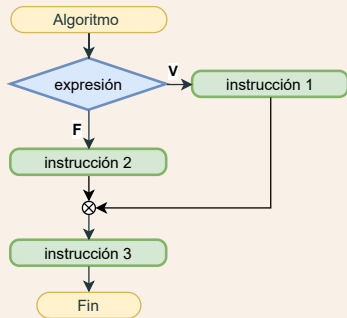 Algoritmo
expresión
V
instrucción 1
F
instrucción 2
instrucción 3
Fin